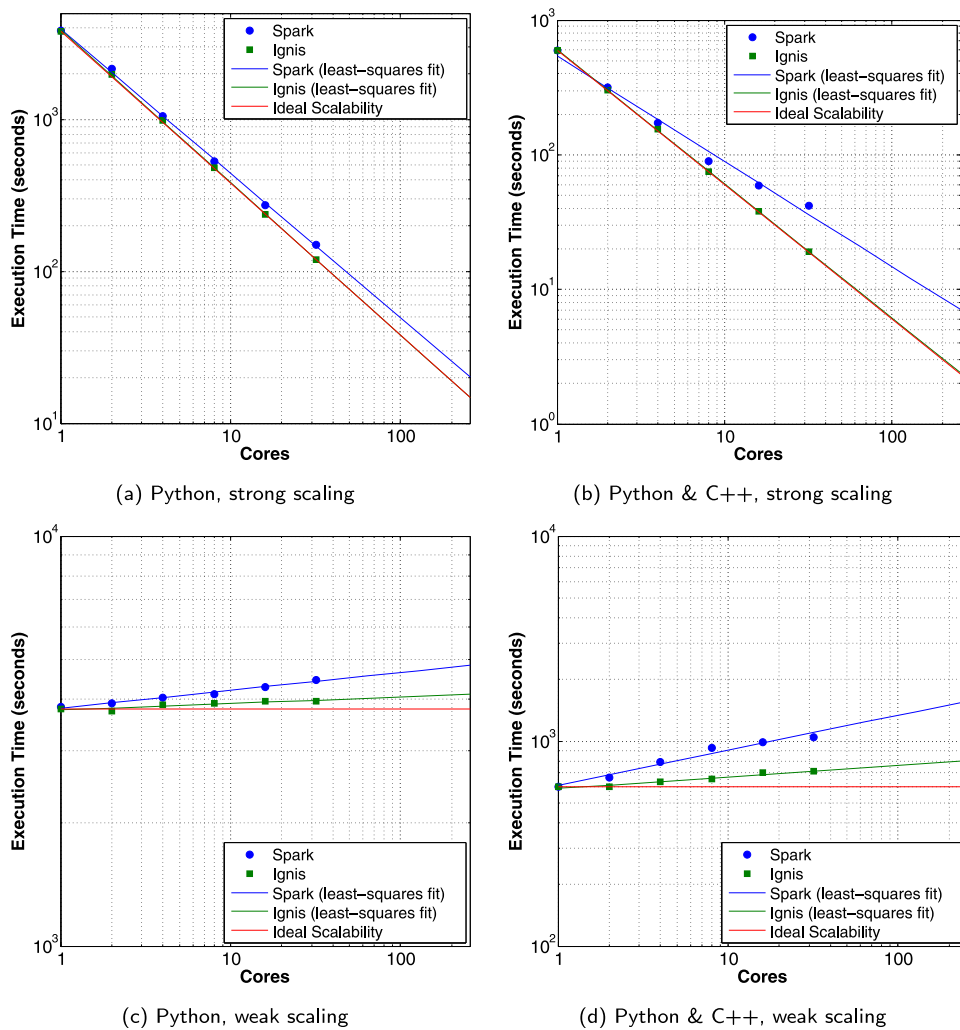 Spark
Ignis
Spark (least–squares fit)
Ignis (least–squares fit)
Ideal Scalability
Execution Time (seconds)
10^3
10^2
10^1
1
10
100
Cores
(a) Python, strong scaling
Spark
Ignis
Spark (least–squares fit)
Ignis (least–squares fit)
Ideal Scalability
Execution Time (seconds)
10^3
10^2
10^1
10^0
1
10
100
Cores
(b) Python & C++, strong scaling
Execution Time (seconds)
10^4
10^3
Spark
Ignis
Spark (least–squares fit)
Ignis (least–squares fit)
Ideal Scalability
1
10
100
Cores
(c) Python, weak scaling
Execution Time (seconds)
10^4
10^3
10^2
Spark
Ignis
Spark (least–squares fit)
Ignis (least–squares fit)
Ideal Scalability
1
10
100
Cores
(d) Python & C++, weak scaling